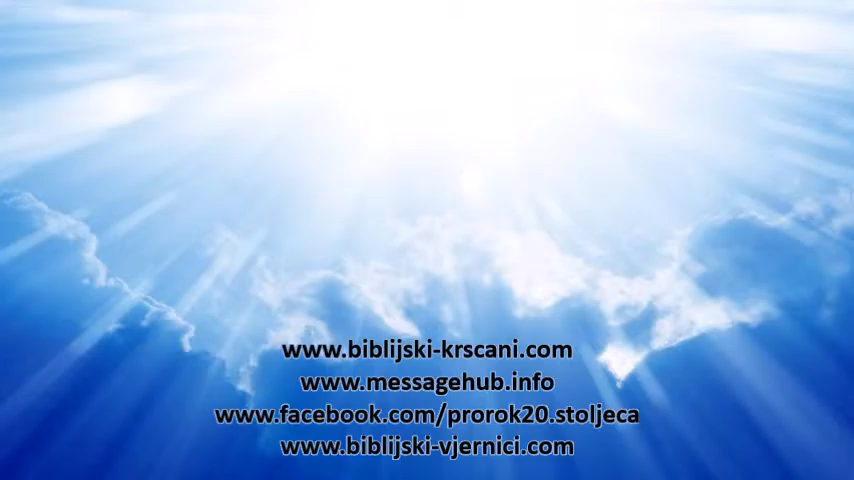 www.biblijski-krscani.com
www.messagehub.info
www.facebook.com/prorok20.stoljeca
www.biblijski-vjernici.com